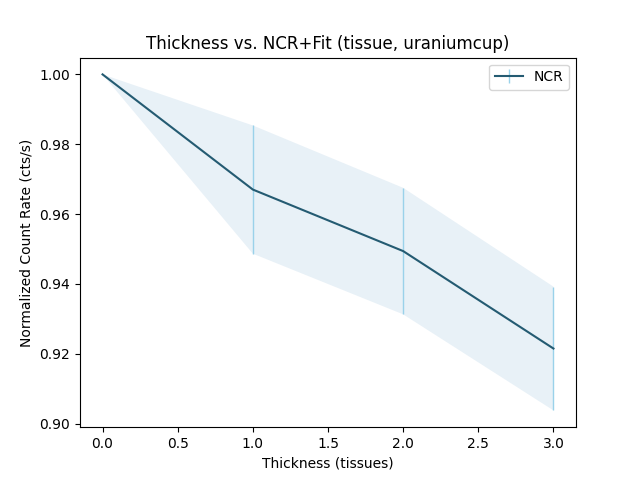 Thickness vs. NCR+Fit (tissue, uraniumcup)
NCR
Normalized Count Rate (cts/s)
1.00
0.98
0.96
0.94
0.92
0.90
0.0 0.5 1.0 1.5 2.0 2.5 3.0
Thickness (tissues)